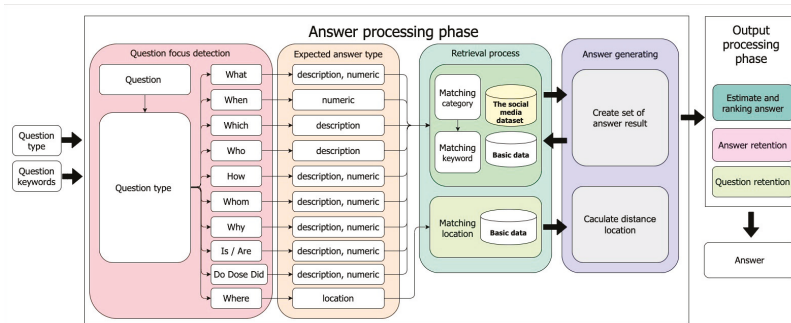 Answer processing phase
Question focus detection
Expected answer type
Retrieval process
Answer generating
Output
processing
phase
Question
Question type
Question
type
Question
keywords
What
When
Which
Who
How
Whom
Why
Is / Are
Do Dose Did
Where
description, numeric
numeric
description
description
description, numeric
description, numeric
description, numeric
description, numeric
description, numeric
location
Matching
category
Matching
keyword
The social
media
dataset
Basic data
Matching
location
Basic data
Create set of
answer result
Caculate distance
location
Estimate and
ranking answer
Answer retention
Question retention
Answer